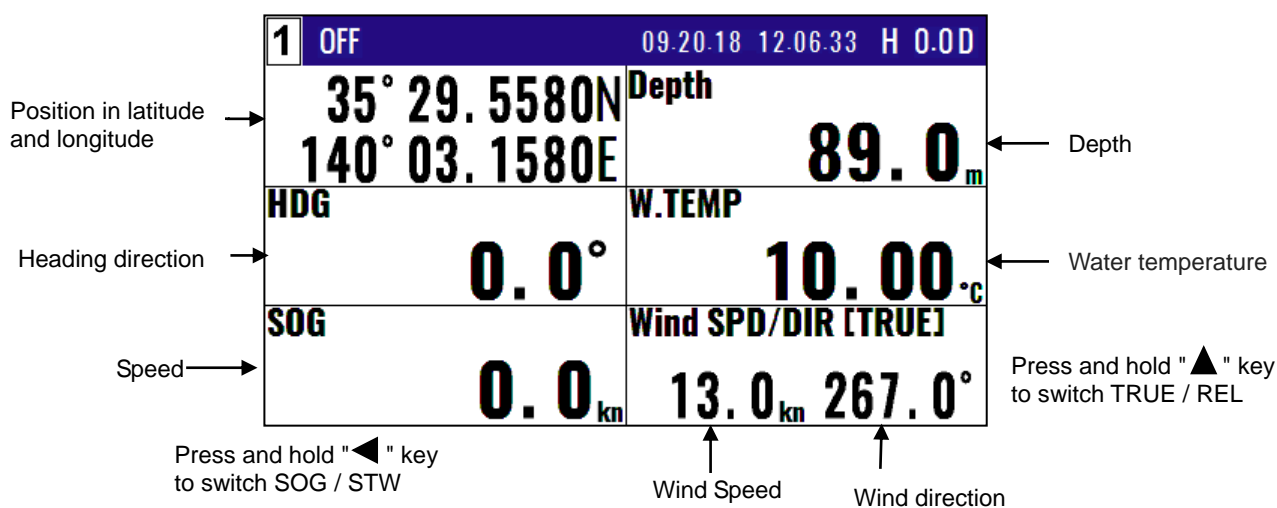 1 OFF 09-20-18 12-06-33 H 0.0D
Position in latitude
and longitude
35° 29. 5580N
140° 03. 1580E
Depth
89. 0m
Depth
Heading direction
HDG
0. 0°
W.TEMP
10. 00°C
Water temperature
Speed
SOG
0. 0kn
Wind SPD/DIR [TRUE]
13. 0kn 267. 0°
Press and hold "▲" key
to switch TRUE / REL
Press and hold "◀ " key
to switch SOG / STW
Wind Speed
Wind direction